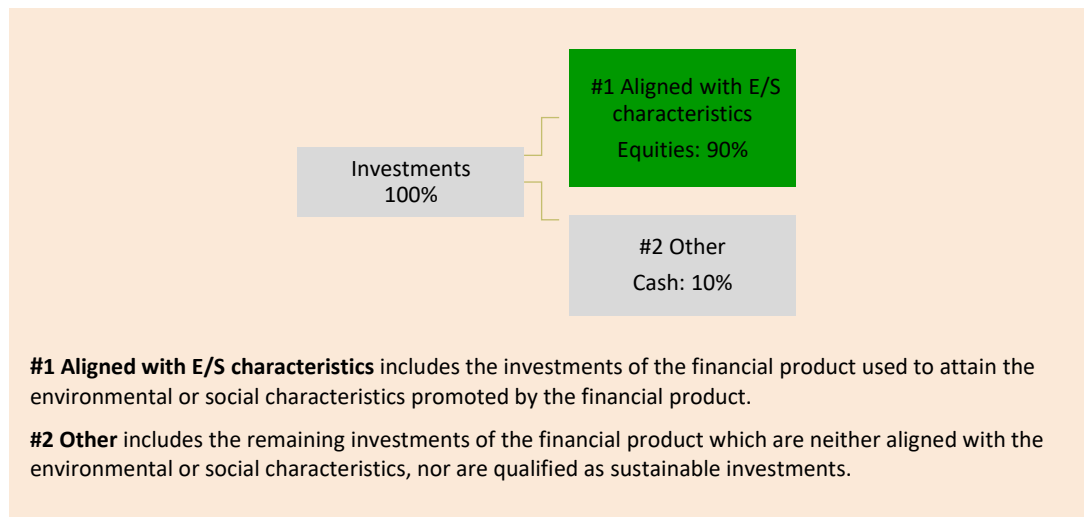 #1 Aligned with E/S
characteristics
Equities: 90%
Investments
100%
#2 Other
Cash: 10%
#1 Aligned with E/S characteristics includes the investments of the financial product used to attain the
environmental or social characteristics promoted by the financial product.
#2 Other includes the remaining investments of the financial product which are neither aligned with the
environmental or social characteristics, nor are qualified as sustainable investments.